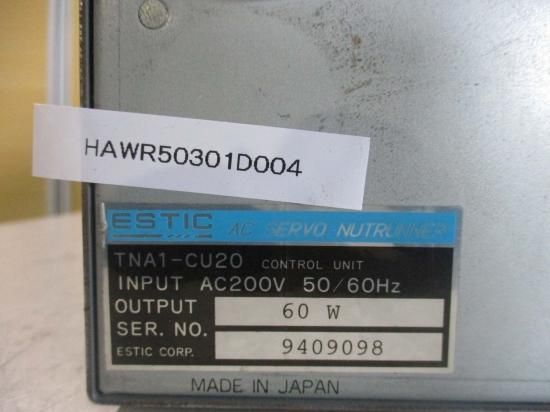 HAWR50301D004
ESTIC AC SERVO NUTRUNNER
TNA1-CU20 CONTROL UNIT
INPUT AC200V 50/60Hz
OUTPUT 60 W
SER. NO. 9409098
ESTIC CORP.
MADE IN JAPAN